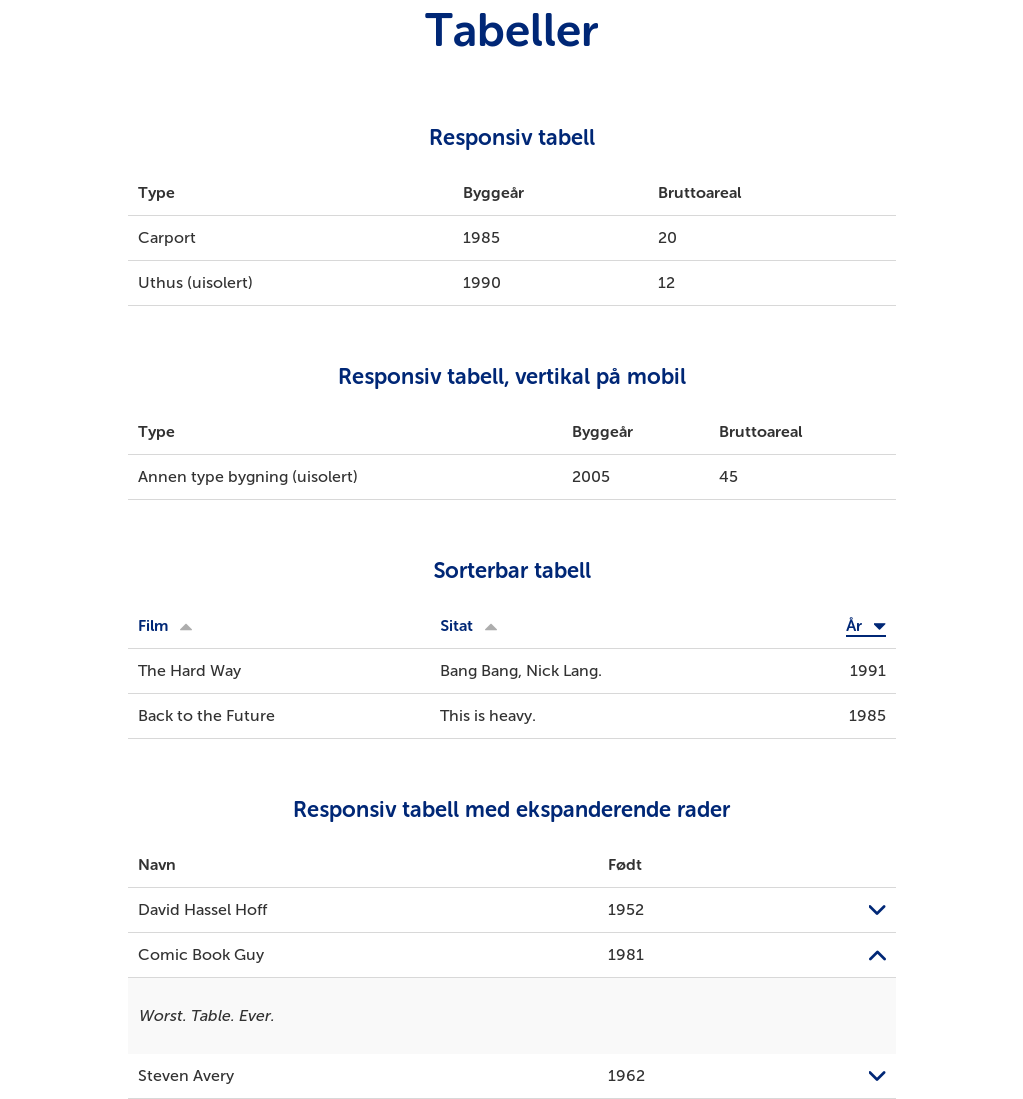 Tabeller
Responsiv tabell
Type Byggeår Bruttoareal
Carport 1985 20
Uthus (uisolert) 1990 12
Responsiv tabell, vertikal på mobil
Type Byggeår Bruttoareal
Annen type bygning (uisolert) 2005 45
Sorterbar tabell
Film Sitat År
The Hard Way Bang Bang, Nick Lang. 1991
Back to the Future This is heavy. 1985
Responsiv tabell med ekspanderende rader
Navn Født
David Hassel Hoff 1952
Comic Book Guy 1981
Worst. Table. Ever.
Steven Avery 1962